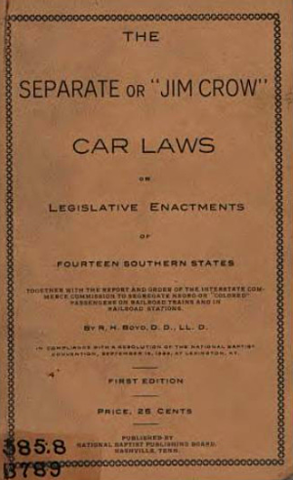 THE
SEPARATE OR "JIM CROW"
CAR LAWS
OR
LEGISLATIVE ENACTMENTS
OF
FOURTEEN SOUTHERN STATES
TOGETHER WITH THE REPORT AND ORDER OF THE INTERSTATE COM-
MERCE COMMISSION TO SEGREGATE NEGRO OR "COLORED"
PASSENGERS ON RAILROAD TRAINS AND IN
RAILROAD STATIONS.
BY R. H. BOYD, D. D., LL. D.
IN COMPLIANCE WITH A RESOLUTION OF THE NATIONAL BAPTIST
CONVENTION, SEPTEMBER AT LEXINGTON, KY.
FIRST EDITION
PRICE, 25 CENTS
PUBLISHED BY
NATIONAL BAPTIST PUBLISHING BOARD.
NASHVILLE, TENN.
385.8
B789